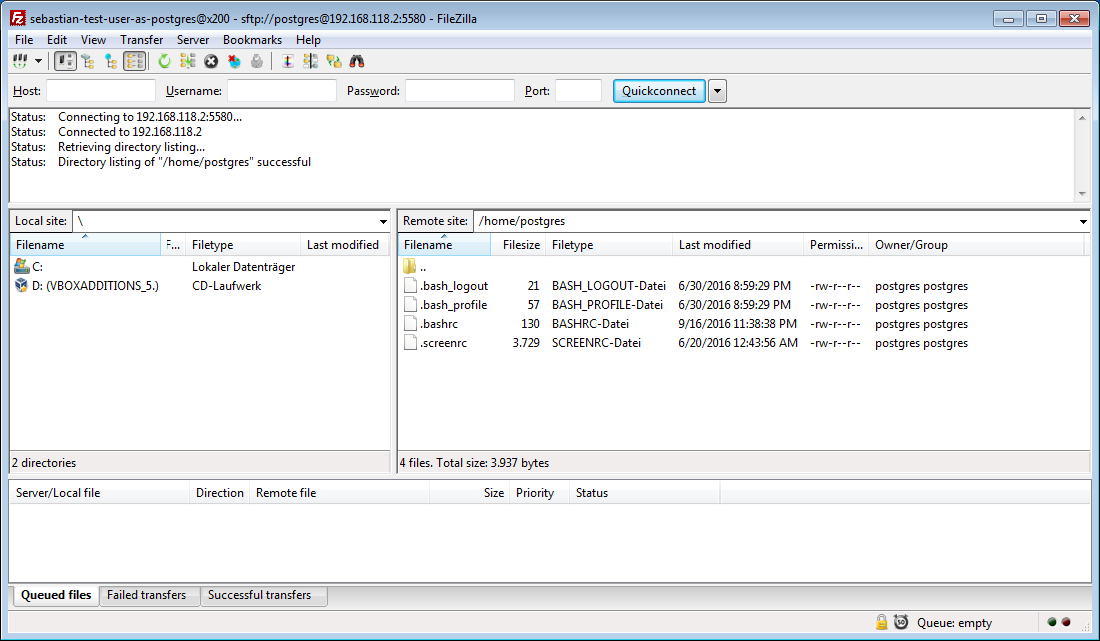 sebastian-test-user-as-postgres@x200 - sftp://postgres@192.168.118.2:5580 - FileZilla
File Edit View Transfer Server Bookmarks Help
Host: Username: Password: Port: Quickconnect
Status: Connecting to 192.168.118.2:5580...
Status: Connected to 192.168.118.2
Status: Retrieving directory listing...
Status: Directory listing of "/home/postgres" successful
Local site: \
Filename F... Filetype Last modified
C: Lokaler Datenträger
D: (VBOXADDITIONS_5.) CD-Laufwerk
2 directories
Remote site: /home/postgres
Filename Filesize Filetype Last modified Permissi... Owner/Group
..
.bash_logout 21 BASH_LOGOUT-Datei 6/30/2016 8:59:29 PM -rw-r--r-- postgres postgres
.bash_profile 57 BASH_PROFILE-Datei 6/30/2016 8:59:29 PM -rw-r--r-- postgres postgres
.bashrc 130 BASHRC-Datei 9/16/2016 11:38:38 PM -rw-r--r-- postgres postgres
.screenrc 3.729 SCREENRC-Datei 6/20/2016 12:43:56 AM -rw-r--r-- postgres postgres
4 files. Total size: 3.937 bytes
Server/Local file Direction Remote file Size Priority Status
Queued files Failed transfers Successful transfers
Queue: empty